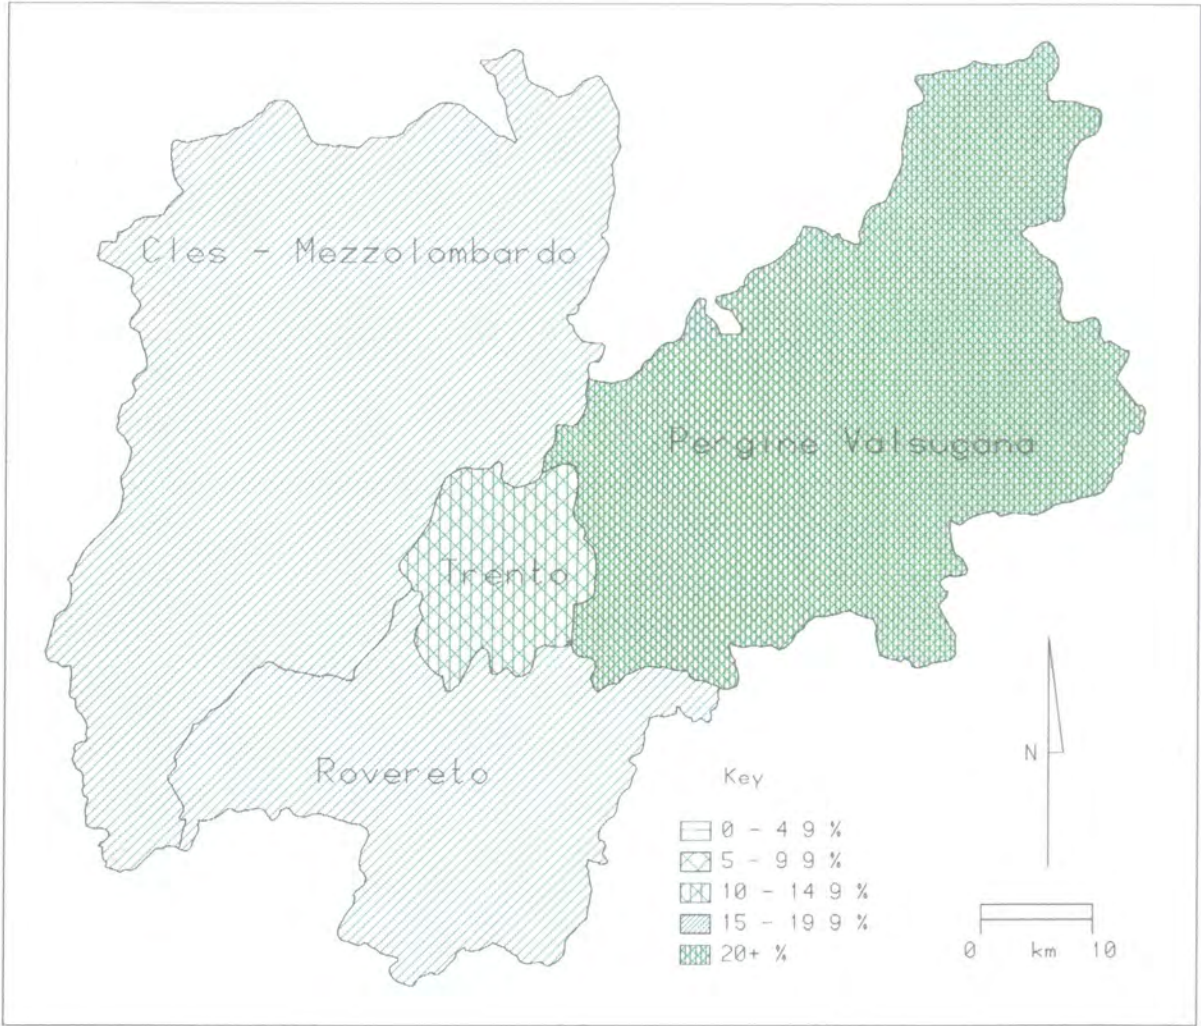 Cles - Mezzolombardo
Pergine Valsugana
Trento
Rovereto
Key
0 - 4 9 %
5 - 9 9 %
10 - 14 9 %
15 - 19 9 %
20+ %
N
0 km 10